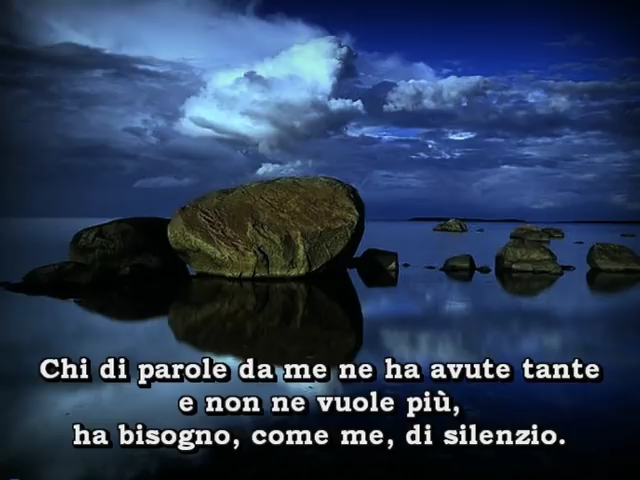 Chi di parole da me ne ha avute tante
e non ne vuole più,
ha bisogno, come me, di silenzio.